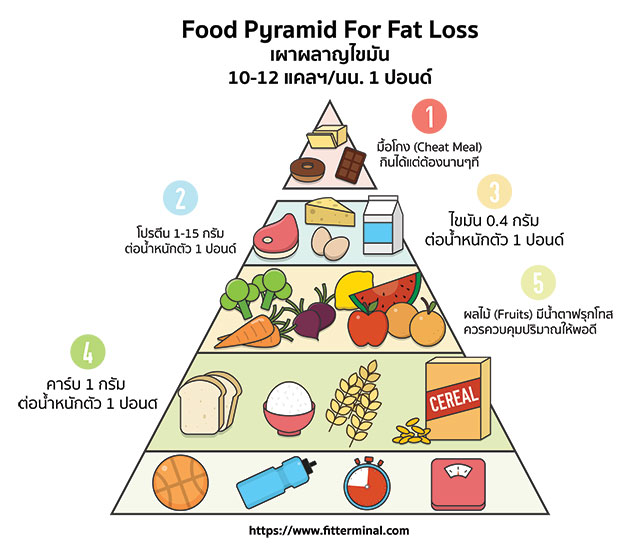 Food Pyramid For Fat Loss
เผาผลาญไขมัน
10-12 แคลฯ/นน. 1 ปอนด์
1
มื้อโกง (Cheat Meal)
กินได้แต่ต้องนานๆที
2
โปรตีน 1-15 กรัม
ต่อน้ำหนักตัว 1 ปอนด์
3
ไขมัน 0.4 กรัม
ต่อน้ำหนักตัว 1 ปอนด์
5
ผลไม้ (Fruits) มีน้ำตาฟรุกโทส
ควรควบคุมปริมาณให้พอดี
4
คาร์บ 1 กรัม
ต่อน้ำหนักตัว 1 ปอนด์
CEREAL
https://www.fitterminal.com